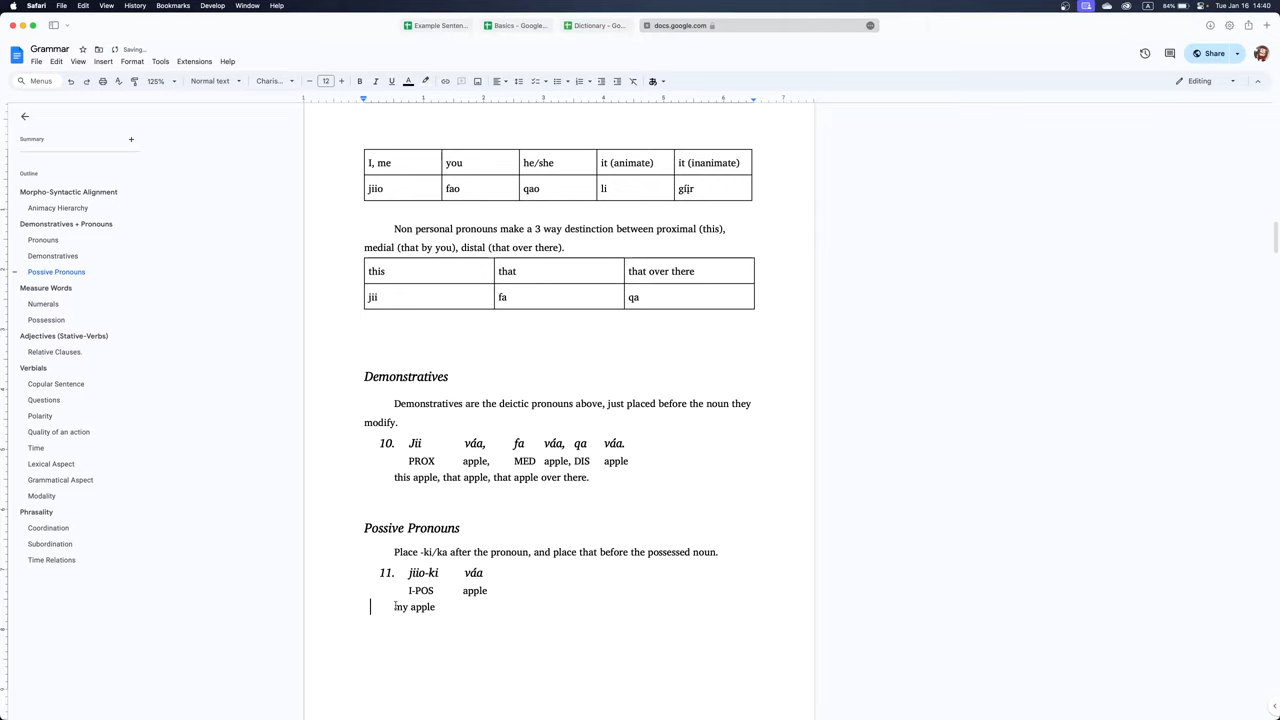 Safari File Edit View History Bookmarks Develop Window Help 84% Tue Jan 16 14:40
Example Senten... Basics – Google... Dictionary – Go... docs.google.com
Grammar Saving...
File Edit View Insert Format Tools Extensions Help Share
Menus 125% Normal text Charis... 12 Editing
1 1 2 3 4 5 6 7
Summary
Outline
Morpho-Syntactic Alignment
Animacy Hierarchy
Demonstratives + Pronouns
Pronouns
Demonstratives
Possive Pronouns
Measure Words
Numerals
Possession
Adjectives (Stative-Verbs)
Relative Clauses.
Verbials
Copular Sentence
Questions
Polarity
Quality of an action
Time
Lexical Aspect
Grammatical Aspect
Modality
Phrasality
Coordination
Subordination
Time Relations
I, me you he/she it (animate) it (inanimate)
jiio fao qao li
Non personal pronouns make a 3 way destinction between proximal (this),
medial (that by you), distal (that over there).
this that that over there
jii fa qa
Demonstratives
Demonstratives are the deictic pronouns above, just placed before the noun they
modify.
10. Jii váa, fa váa, qa váa.
PROX apple, MED apple, DIS apple
this apple, that apple, that apple over there.
Possive Pronouns
Place -ki/ka after the pronoun, and place that before the possessed noun.
11. jiio-ki váa
I-POS apple
my apple